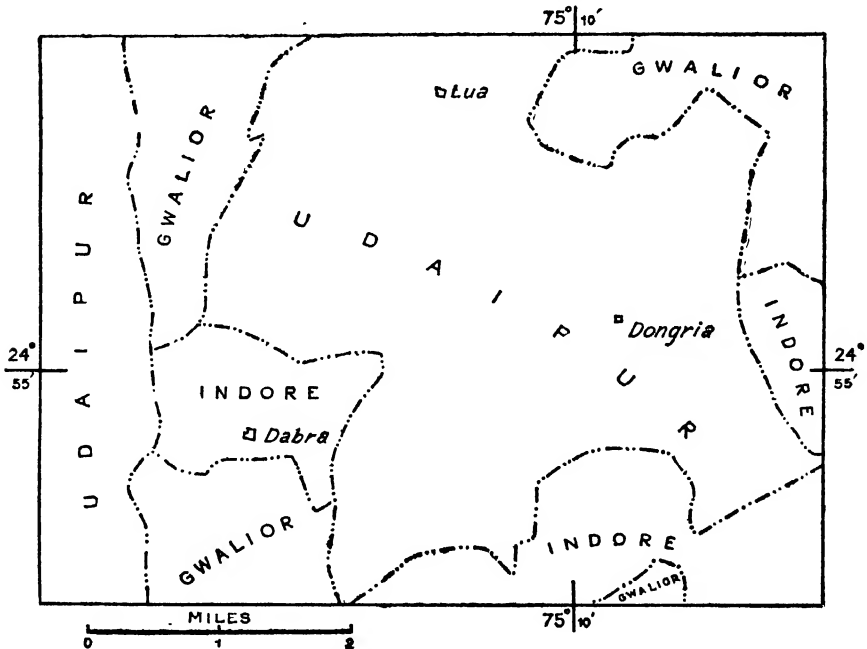 75° 10'
GWALIOR
Lua
GWALIOR
UDAIPUR
UDAIPUR
Dongria
INDORE
24° 55'
24° 55'
INDORE
Dabra
GWALIOR
INDORE
GWALIOR
75° 10'
MILES
0 1 2